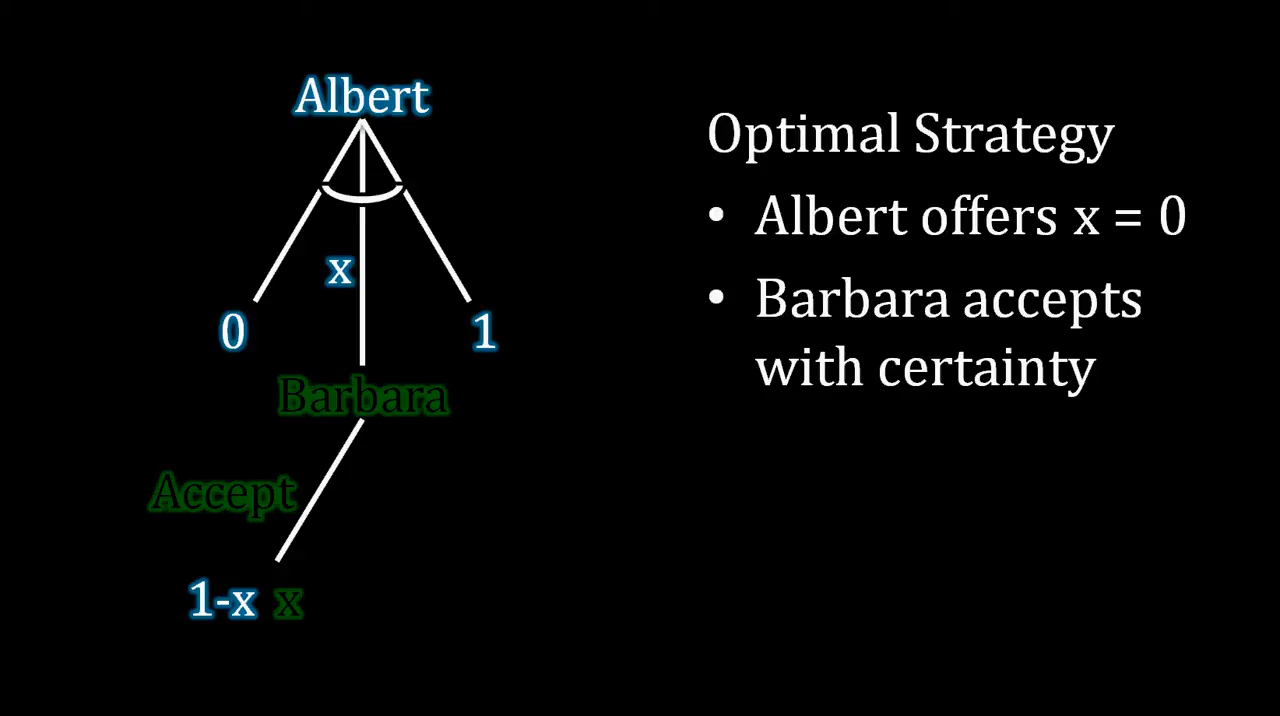 Albert
x
0
1
Barbara
Accept
1-x x
Optimal Strategy
• Albert offers x = 0
• Barbara accepts
with certainty